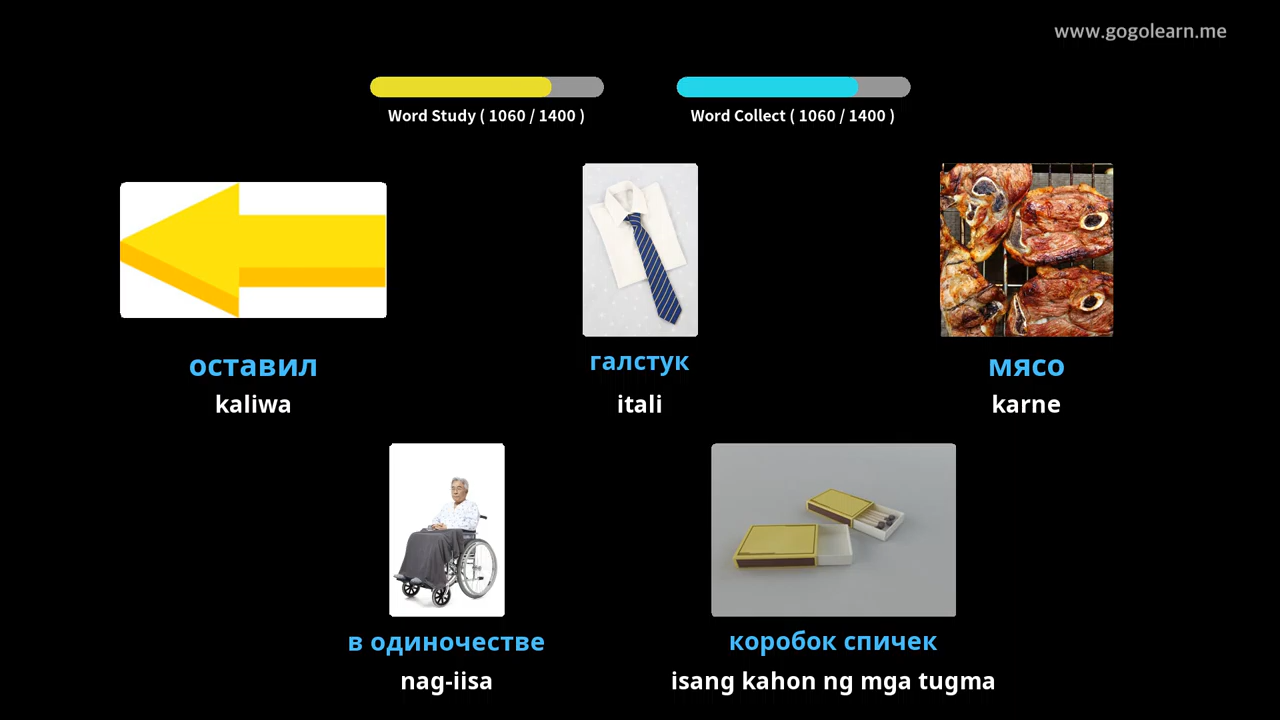 www.gogolearn.me
Word Study ( 1060 / 1400 )
Word Collect ( 1060 / 1400 )
оставил
kaliwa
галстук
itali
мясо
karne
в одиночестве
nag-iisa
коробок спичек
isang kahon ng mga tugma